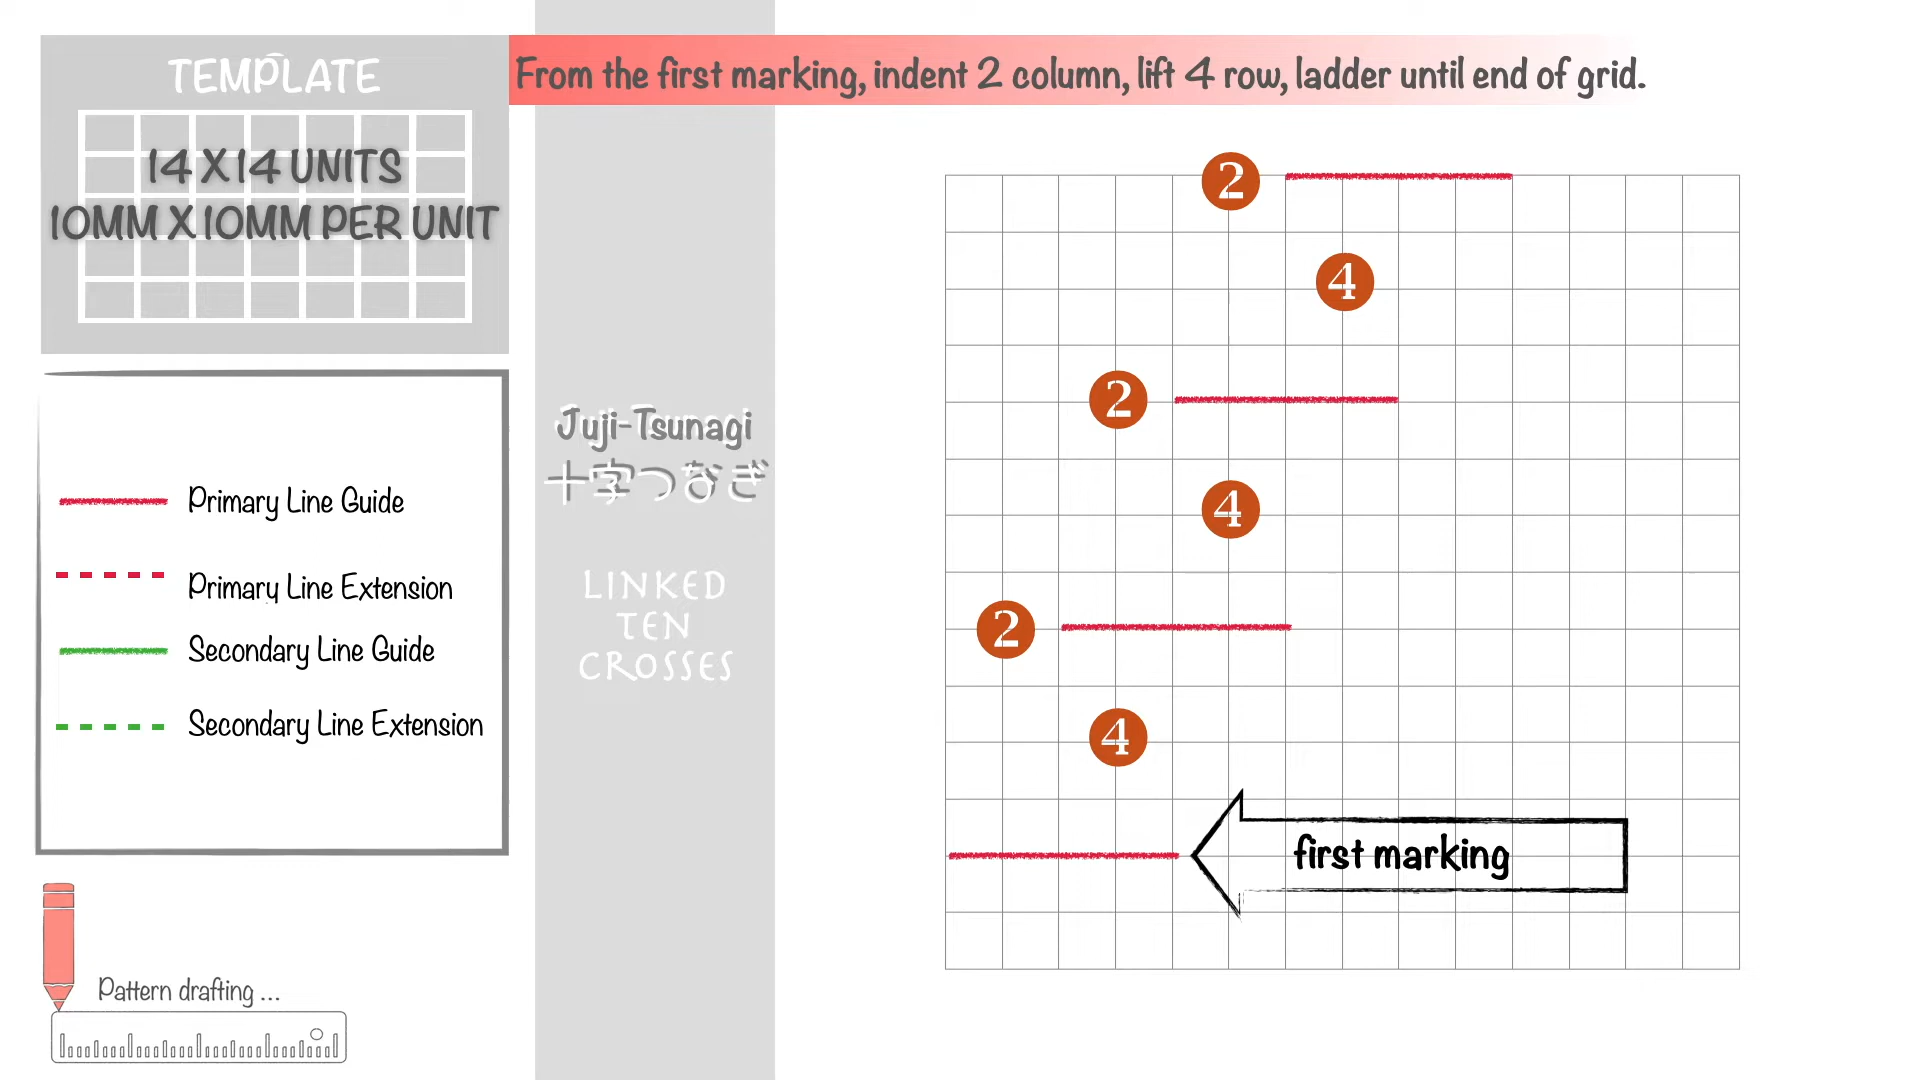 TEMPLATE
14 X 14 UNITS
10MM X 10MM PER UNIT
From the first marking, indent 2 column, lift 4 row, ladder until end of grid.
Primary Line Guide
Primary Line Extension
Secondary Line Guide
Secondary Line Extension
Pattern drafting ...
Juji-Tsunagi
十字つなぎ
LINKED
TEN
CROSSES
2
4
2
4
2
4
first marking